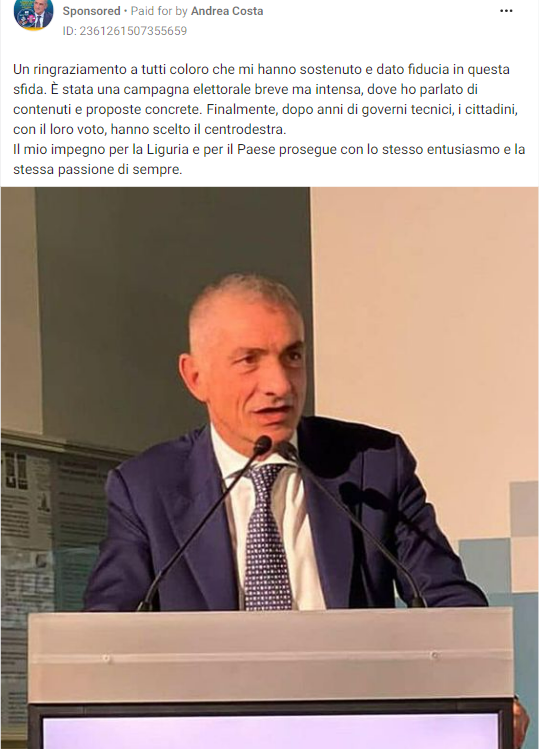 Sponsored • Paid for by Andrea Costa
ID: 2361261507355659
Un ringraziamento a tutti coloro che mi hanno sostenuto e dato fiducia in questa
sfida. È stata una campagna elettorale breve ma intensa, dove ho parlato di
contenuti e proposte concrete. Finalmente, dopo anni di governi tecnici, i cittadini,
con il loro voto, hanno scelto il centrodestra.
Il mio impegno per la Liguria e per il Paese prosegue con lo stesso entusiasmo e la
stessa passione di sempre.